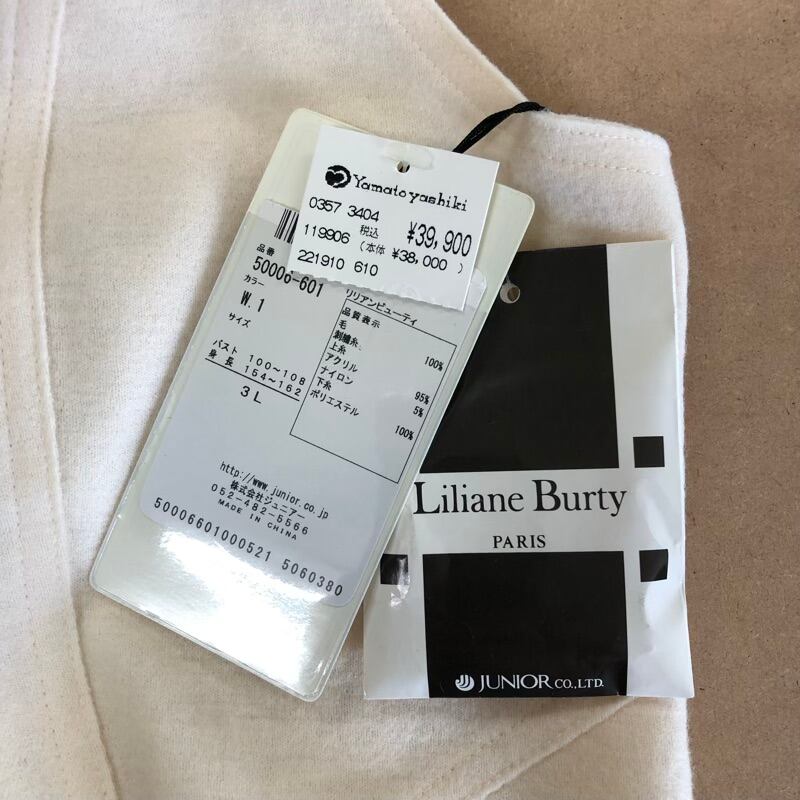 Yamatoyashiki
0357 3404
119906 税込 ¥39,900
(本体 ¥38,000 )
221910 610
品番
50006-601
カラー
W.1
サイズ
バスト 100~108
身長 154~162
3L
リリアンビューティ
品質表示
毛 100%
刺繍糸、
上糸
アクリル 95%
ナイロン 5%
下糸
ポリエステル 100%
http://www.junior.co.jp
株式会社ジュニアー
052-482-5566
MADE IN CHINA
50006601000521 5060380
Liliane Burty
PARIS
JUNIOR CO.,LTD.